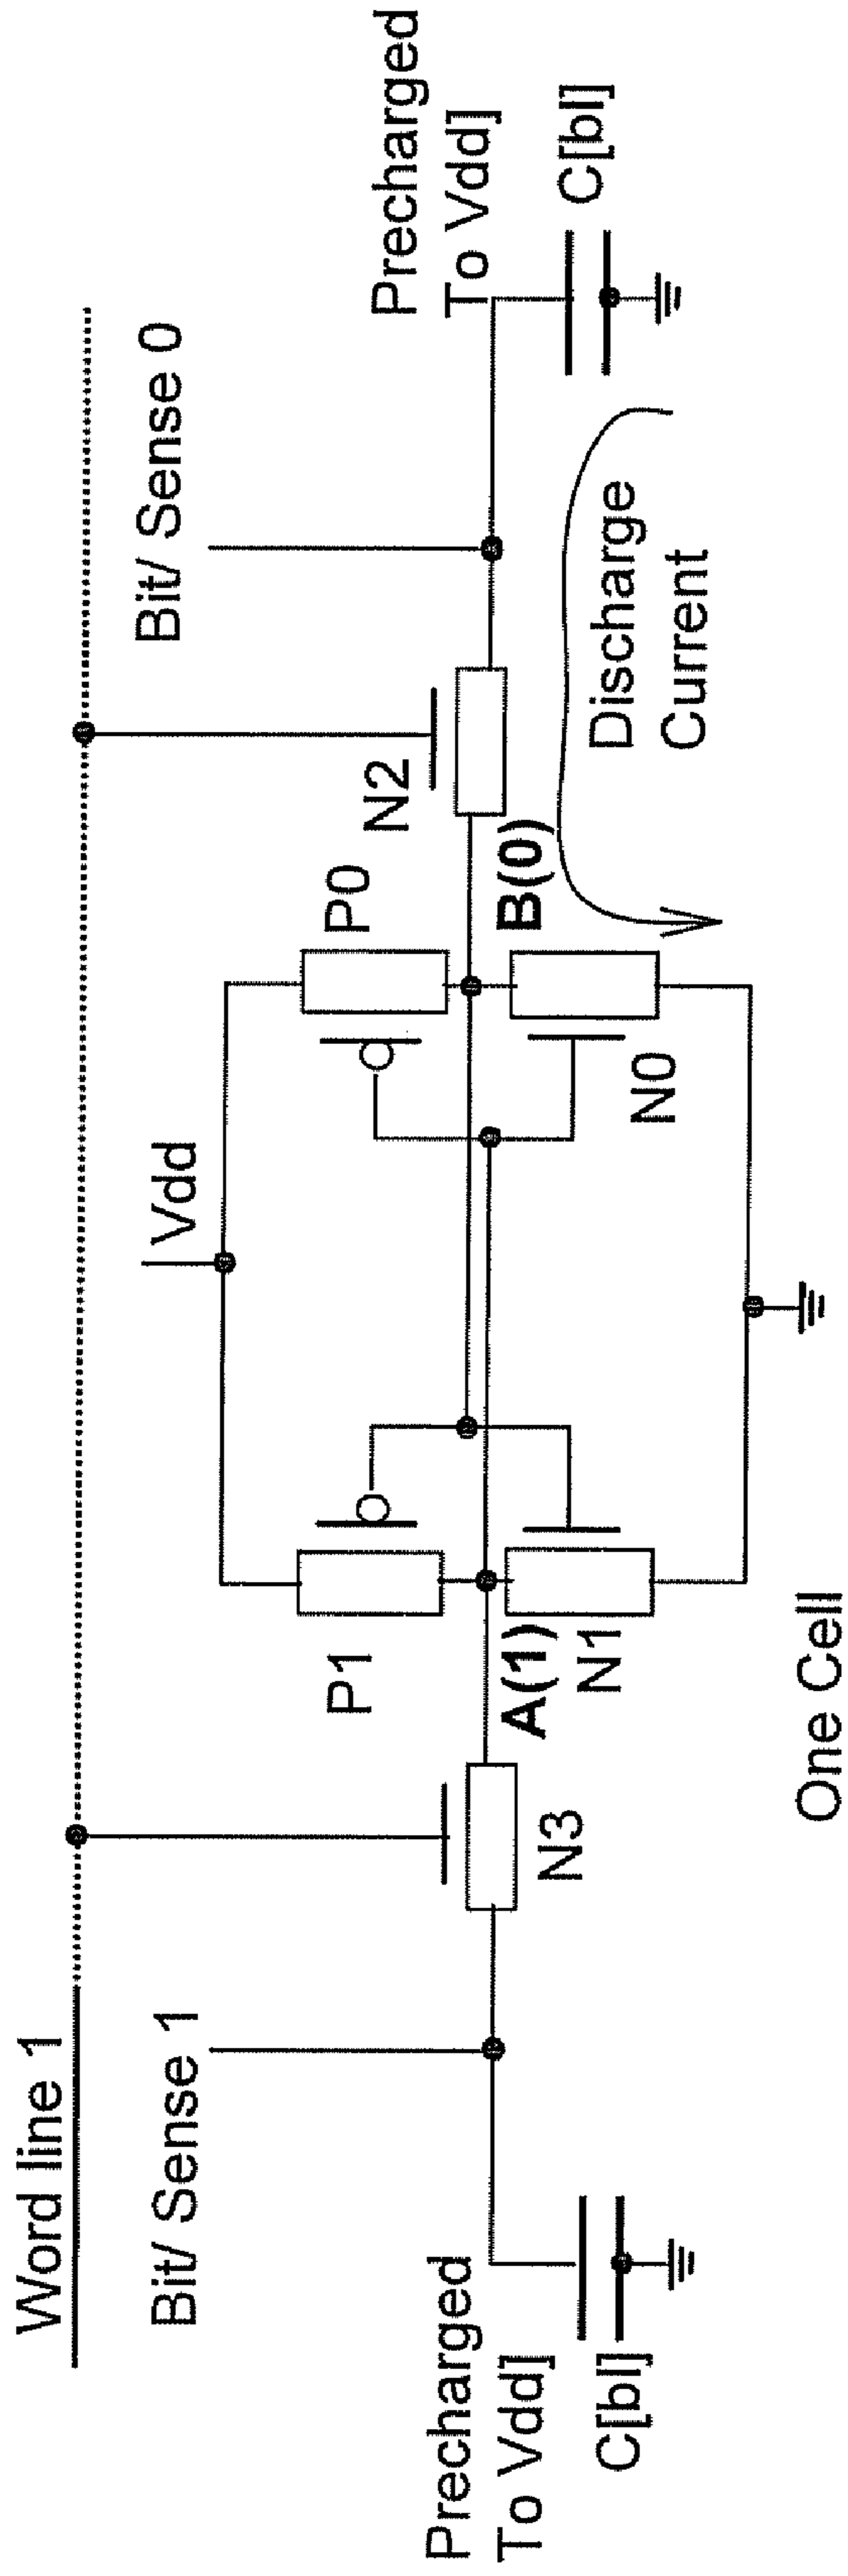 Word line 1
Bit/ Sense 1
Bit/ Sense 0
Vdd
Precharged
To Vdd]
C[bl]
Precharged
To Vdd]
C[bl]
P1
P0
N2
N3
A(1)
N1
B(0)
N0
Discharge
Current
One Cell